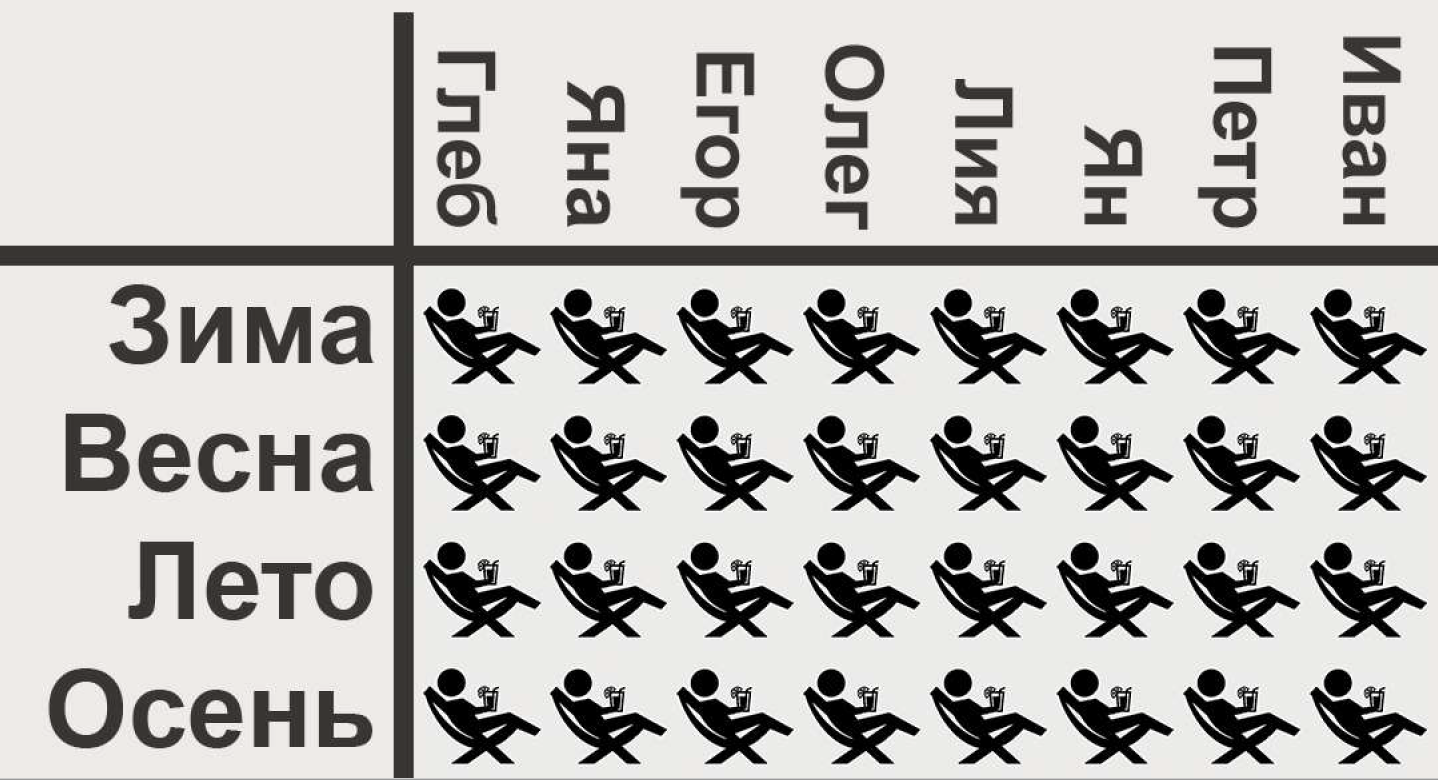 Глеб
Яна
Егор
Олег
Лия
Ян
Петр
Иван
Зима
Весна
Лето
Осень